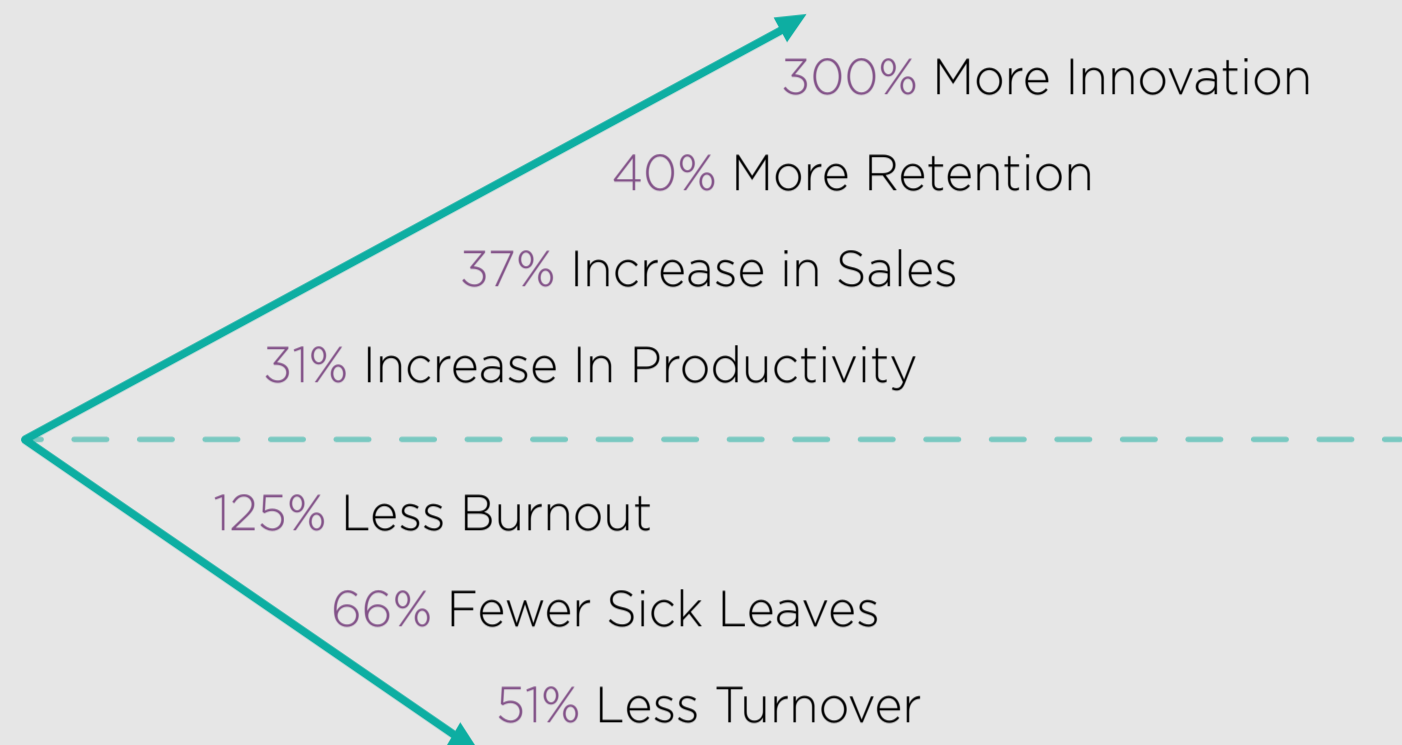 300% More Innovation
40% More Retention
37% Increase in Sales
31% Increase In Productivity
125% Less Burnout
66% Fewer Sick Leaves
51% Less Turnover